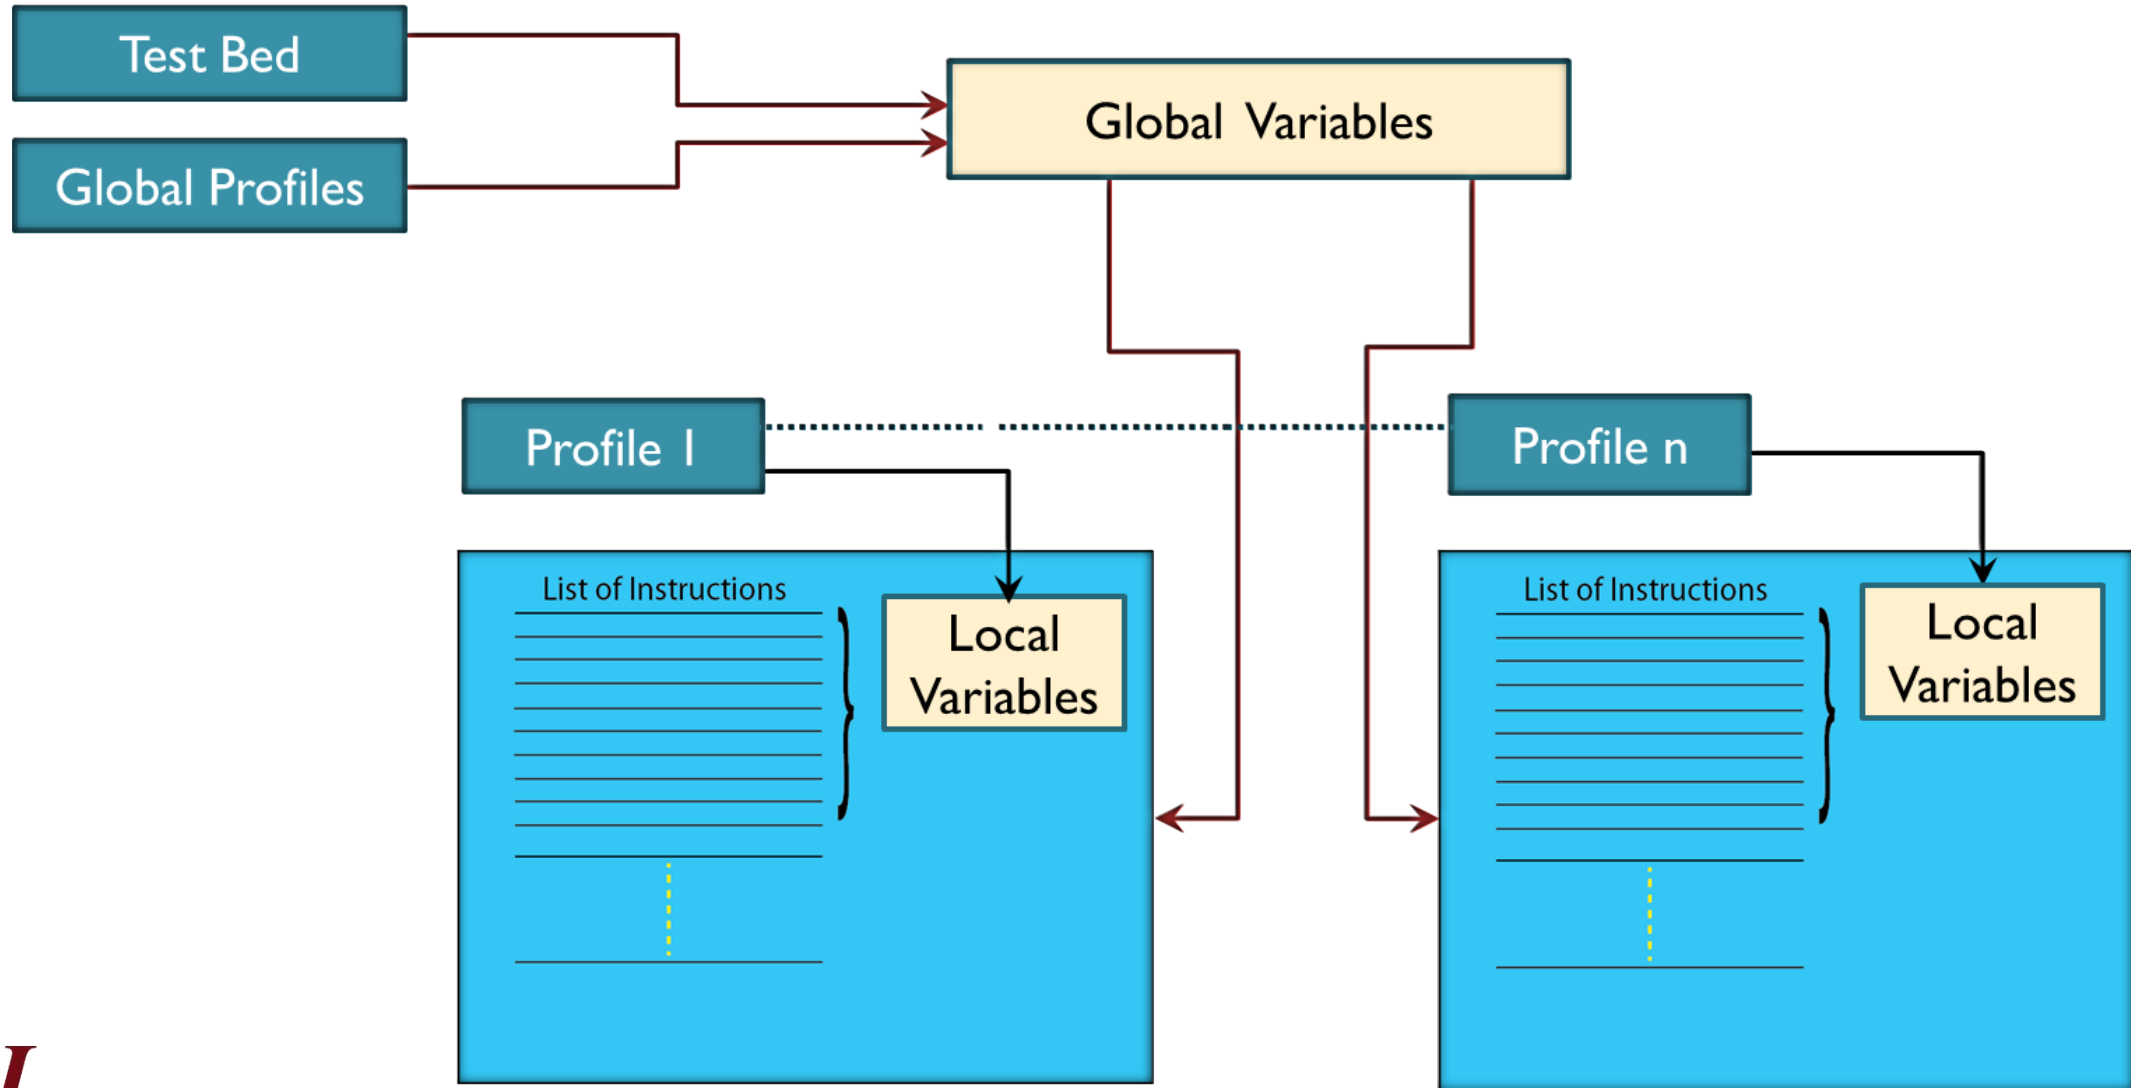 Test Bed
Global Profiles
Global Variables
Profile 1
Profile n
List of Instructions
Local
Variables
List of Instructions
Local
Variables
I